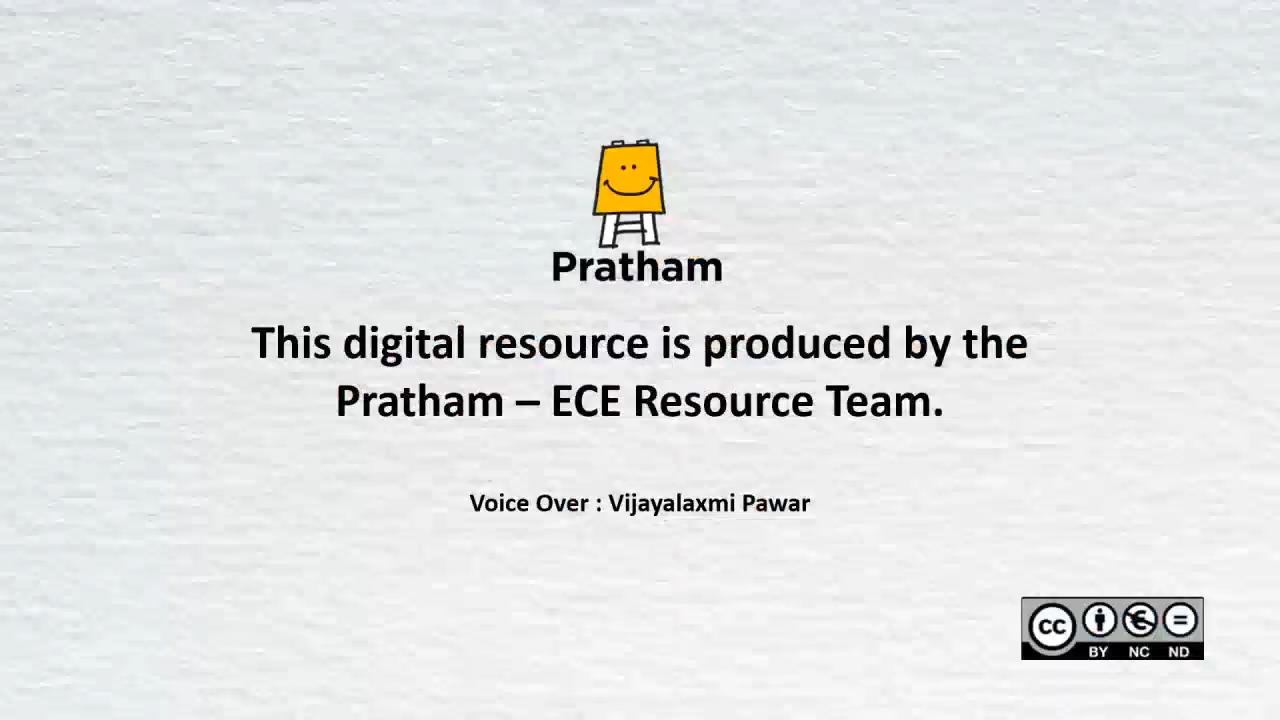 Pratham
This digital resource is produced by the
Pratham – ECE Resource Team.
Voice Over : Vijayalaxmi Pawar
cc
BY NC ND